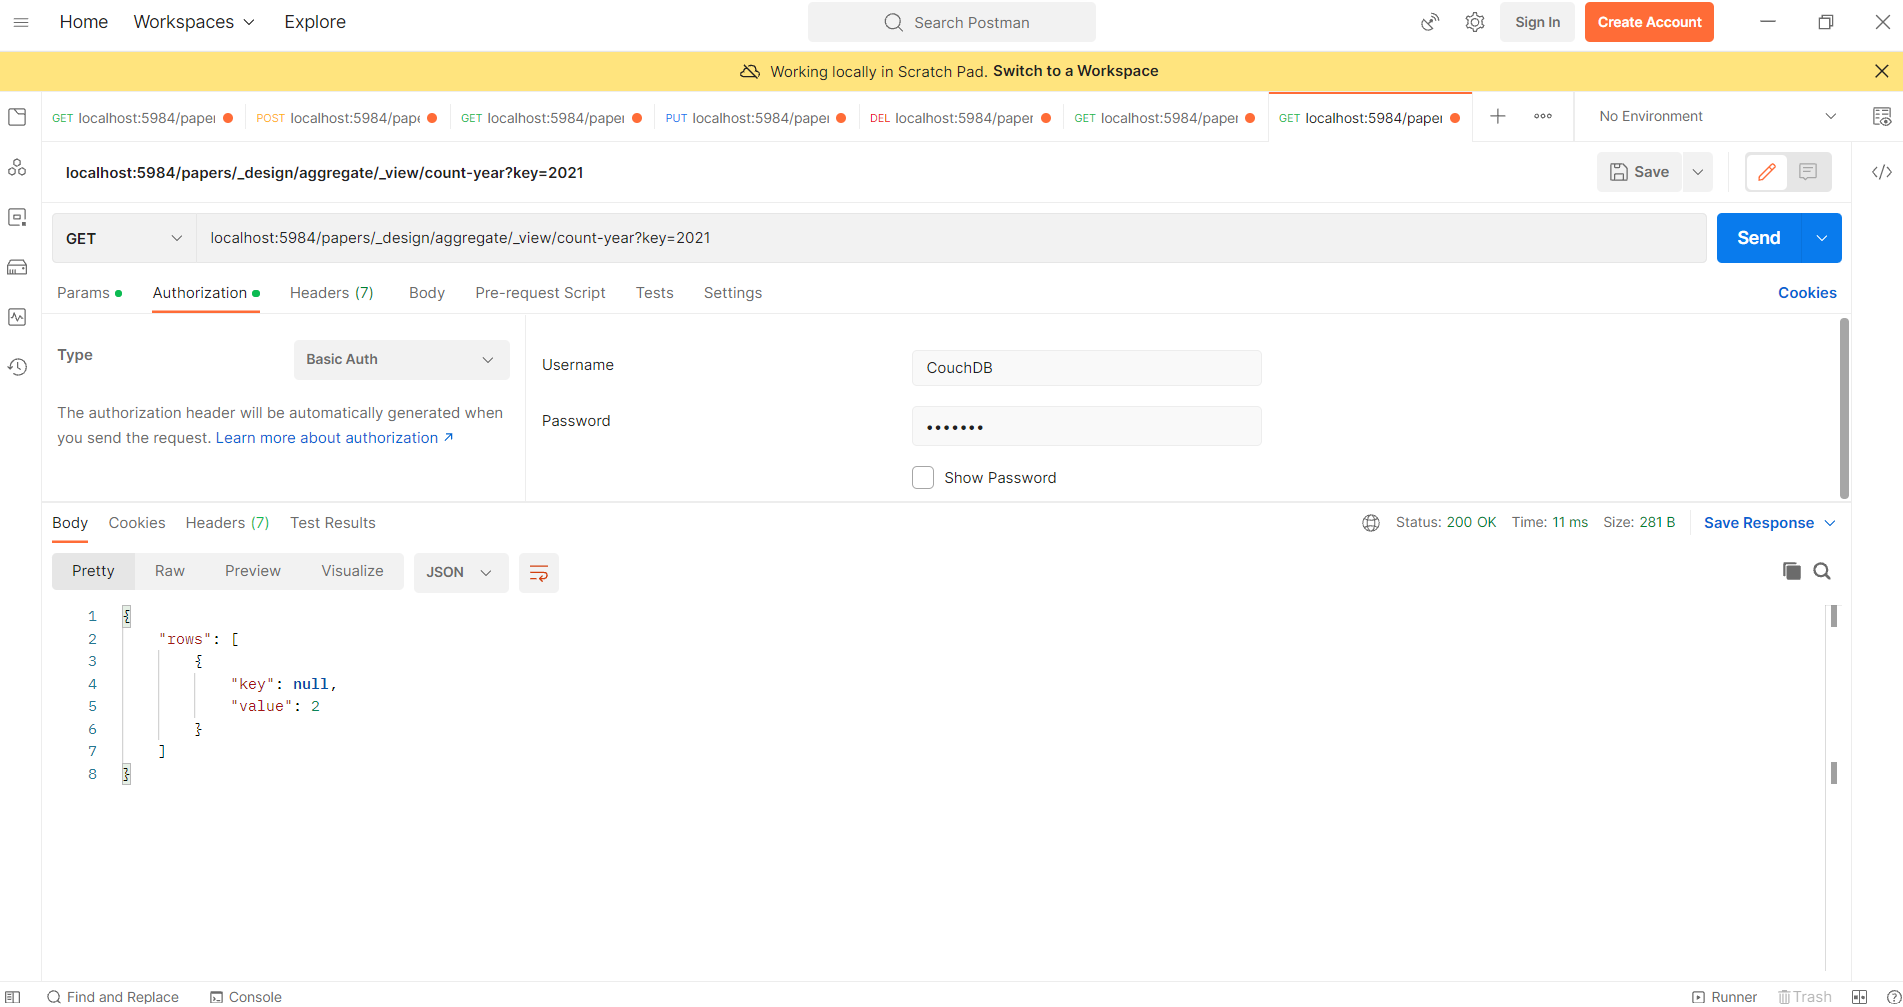 Home Workspaces Explore Search Postman Sign In Create Account
Working locally in Scratch Pad. Switch to a Workspace
GET localhost:5984/paper POST localhost:5984/pape GET localhost:5984/paper PUT localhost:5984/paper DEL localhost:5984/paper GET localhost:5984/paper GET localhost:5984/paper No Environment
localhost:5984/papers/_design/aggregate/_view/count-year?key=2021 Save
GET localhost:5984/papers/_design/aggregate/_view/count-year?key=2021 Send
Params Authorization Headers (7) Body Pre-request Script Tests Settings Cookies
Type Basic Auth
The authorization header will be automatically generated when
you send the request. Learn more about authorization ↗
Username CouchDB
Password •••••••
Show Password
Body Cookies Headers (7) Test Results Status: 200 OK Time: 11 ms Size: 281 B Save Response
Pretty Raw Preview Visualize JSON
1 {
2 "rows": [
3 {
4 "key": null,
5 "value": 2
6 }
7 ]
8 }
Find and Replace Console Runner Trash